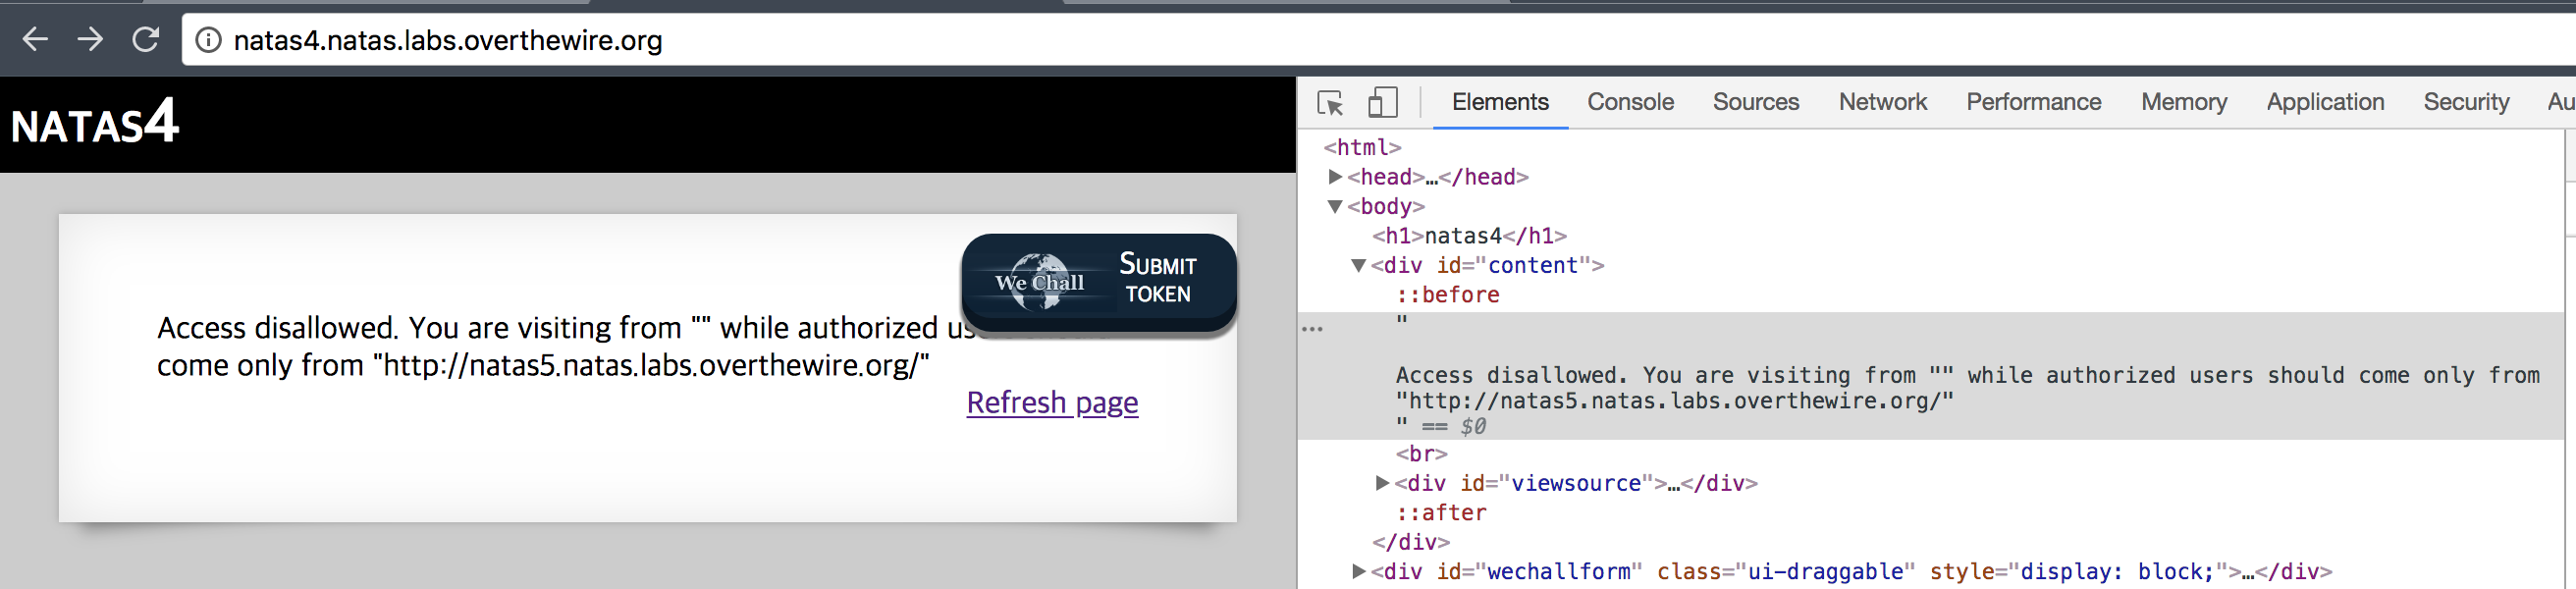 natas4.natas.labs.overthewire.org
NATAS4
We Chall
SUBMIT
TOKEN
Access disallowed. You are visiting from "" while authorized
come only from "http://natas5.natas.labs.overthewire.org/"
Refresh page
Elements Console Sources Network Performance Memory Application Security Au
<html>
▶<head>…</head>
▼<body>
<h1>natas4</h1>
▼<div id="content">
::before
"
Access disallowed. You are visiting from "" while authorized users should come only from
"http://natas5.natas.labs.overthewire.org/"
" == $0
<br>
▶<div id="viewsource">…</div>
::after
</div>
▶<div id="wechallform" class="ui-draggable" style="display: block;">…</div>